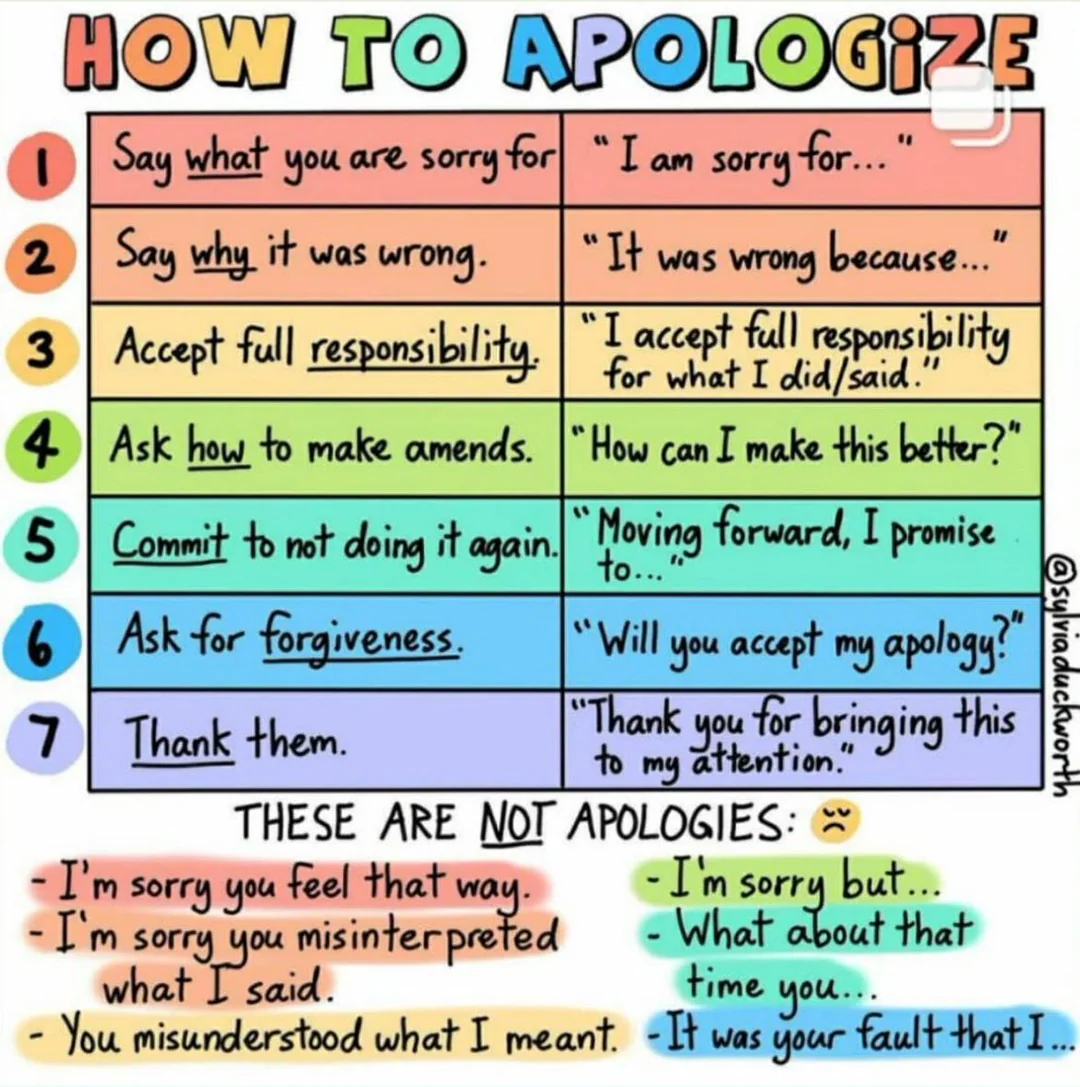 HOW TO APOLOGiZE
1 Say what you are sorry for "I am sorry for..."
2 Say why it was wrong. "It was wrong because..."
3 Accept full responsibility. "I accept full responsibility
for what I did/said."
4 Ask how to make amends. "How can I make this better?"
5 Commit to not doing it again. "Moving forward, I promise
to..."
6 Ask for forgiveness. "Will you accept my apology?"
7 Thank them. "Thank you for bringing this
to my attention."
@sylviaduckworth
THESE ARE NOT APOLOGIES:
- I'm sorry you feel that way.
- I'm sorry you misinterpreted
what I said.
- You misunderstood what I meant.
- I'm sorry but...
- What about that
time you...
- It was your fault that I...